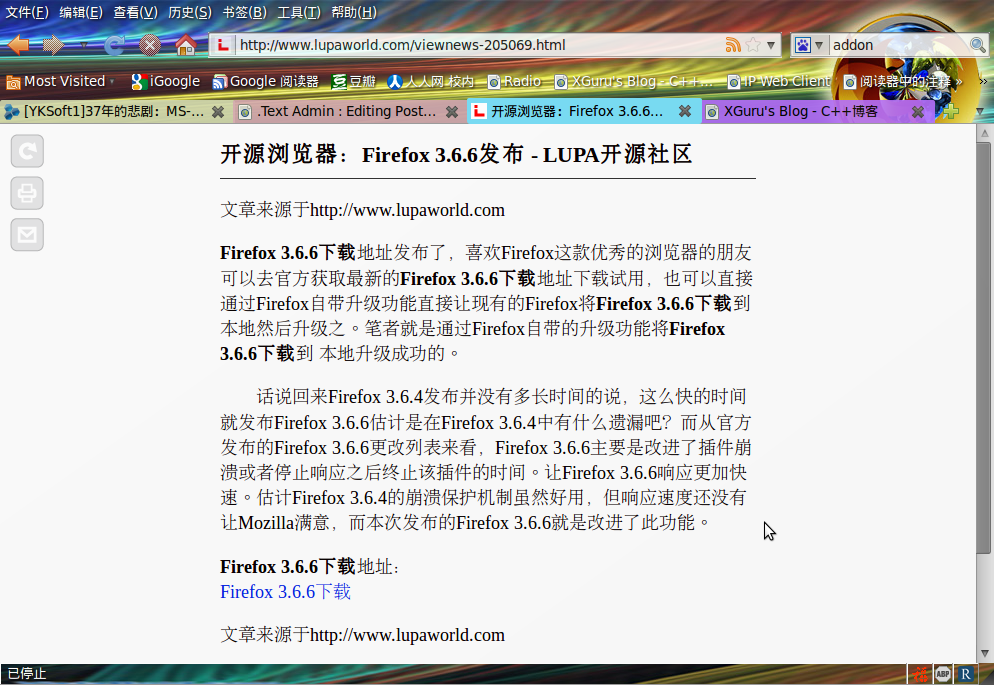 文件(F) 编辑(E) 查看(V) 历史(S) 书签(B) 工具(T) 帮助(H)
http://www.lupaworld.com/viewnews-205069.html addon
Most Visited iGoogle Google 阅读器 豆瓣 人人网 校内 Radio XGuru's Blog - C++... IP Web Client 阅读器中的注释 »
[YKSoft1]37年的悲剧：MS-... .Text Admin : Editing Post... 开源浏览器：Firefox 3.6.6... XGuru's Blog - C++博客
开源浏览器：Firefox 3.6.6发布 - LUPA开源社区
文章来源于http://www.lupaworld.com
Firefox 3.6.6下载地址发布了，喜欢Firefox这款优秀的浏览器的朋友
可以去官方获取最新的Firefox 3.6.6下载地址下载试用，也可以直接
通过Firefox自带升级功能直接让现有的Firefox将Firefox 3.6.6下载到
本地然后升级之。笔者就是通过Firefox自带的升级功能将Firefox
3.6.6下载到 本地升级成功的。
话说回来Firefox 3.6.4发布并没有多长时间的说，这么快的时间
就发布Firefox 3.6.6估计是在Firefox 3.6.4中有什么遗漏吧？而从官方
发布的Firefox 3.6.6更改列表来看，Firefox 3.6.6主要是改进了插件崩
溃或者停止响应之后终止该插件的时间。让Firefox 3.6.6响应更加快
速。估计Firefox 3.6.4的崩溃保护机制虽然好用，但响应速度还没有
让Mozilla满意，而本次发布的Firefox 3.6.6就是改进了此功能。
Firefox 3.6.6下载地址：
Firefox 3.6.6下载
文章来源于http://www.lupaworld.com
已停止 ABP R